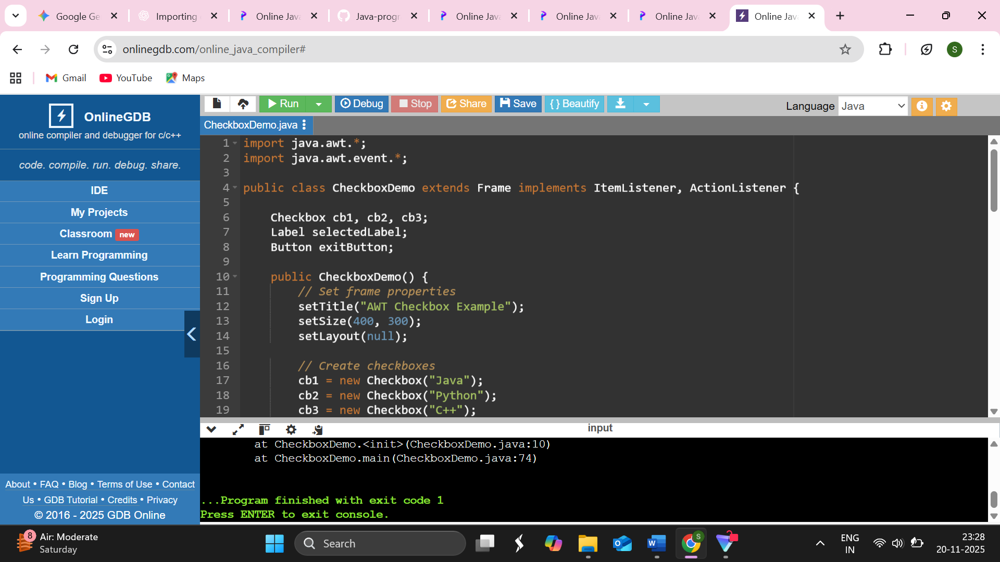 Google Ge
Importing
Online Java
Java-progr
Online Java
Online Java
Online Java
Online Java
onlinegdb.com/online_java_compiler#
S
Gmail
YouTube
Maps
OnlineGDB
online compiler and debugger for c/c++
code. compile. run. debug. share.
IDE
My Projects
Classroom new
Learn Programming
Programming Questions
Sign Up
Login
About • FAQ • Blog • Terms of Use • Contact
Us • GDB Tutorial • Credits • Privacy
© 2016 - 2025 GDB Online
Run
Debug
Stop
Share
Save
{ } Beautify
Language Java
CheckboxDemo.java
1 import java.awt.*;
2 import java.awt.event.*;
3
4 public class CheckboxDemo extends Frame implements ItemListener, ActionListener {
5
6 Checkbox cb1, cb2, cb3;
7 Label selectedLabel;
8 Button exitButton;
9
10 public CheckboxDemo() {
11 // Set frame properties
12 setTitle("AWT Checkbox Example");
13 setSize(400, 300);
14 setLayout(null);
15
16 // Create checkboxes
17 cb1 = new Checkbox("Java");
18 cb2 = new Checkbox("Python");
19 cb3 = new Checkbox("C++");
input
at CheckboxDemo.<init>(CheckboxDemo.java:10)
at CheckboxDemo.main(CheckboxDemo.java:74)
...Program finished with exit code 1
Press ENTER to exit console.
8
Air: Moderate
Saturday
Search
S
ENG
IN
23:28
20-11-2025